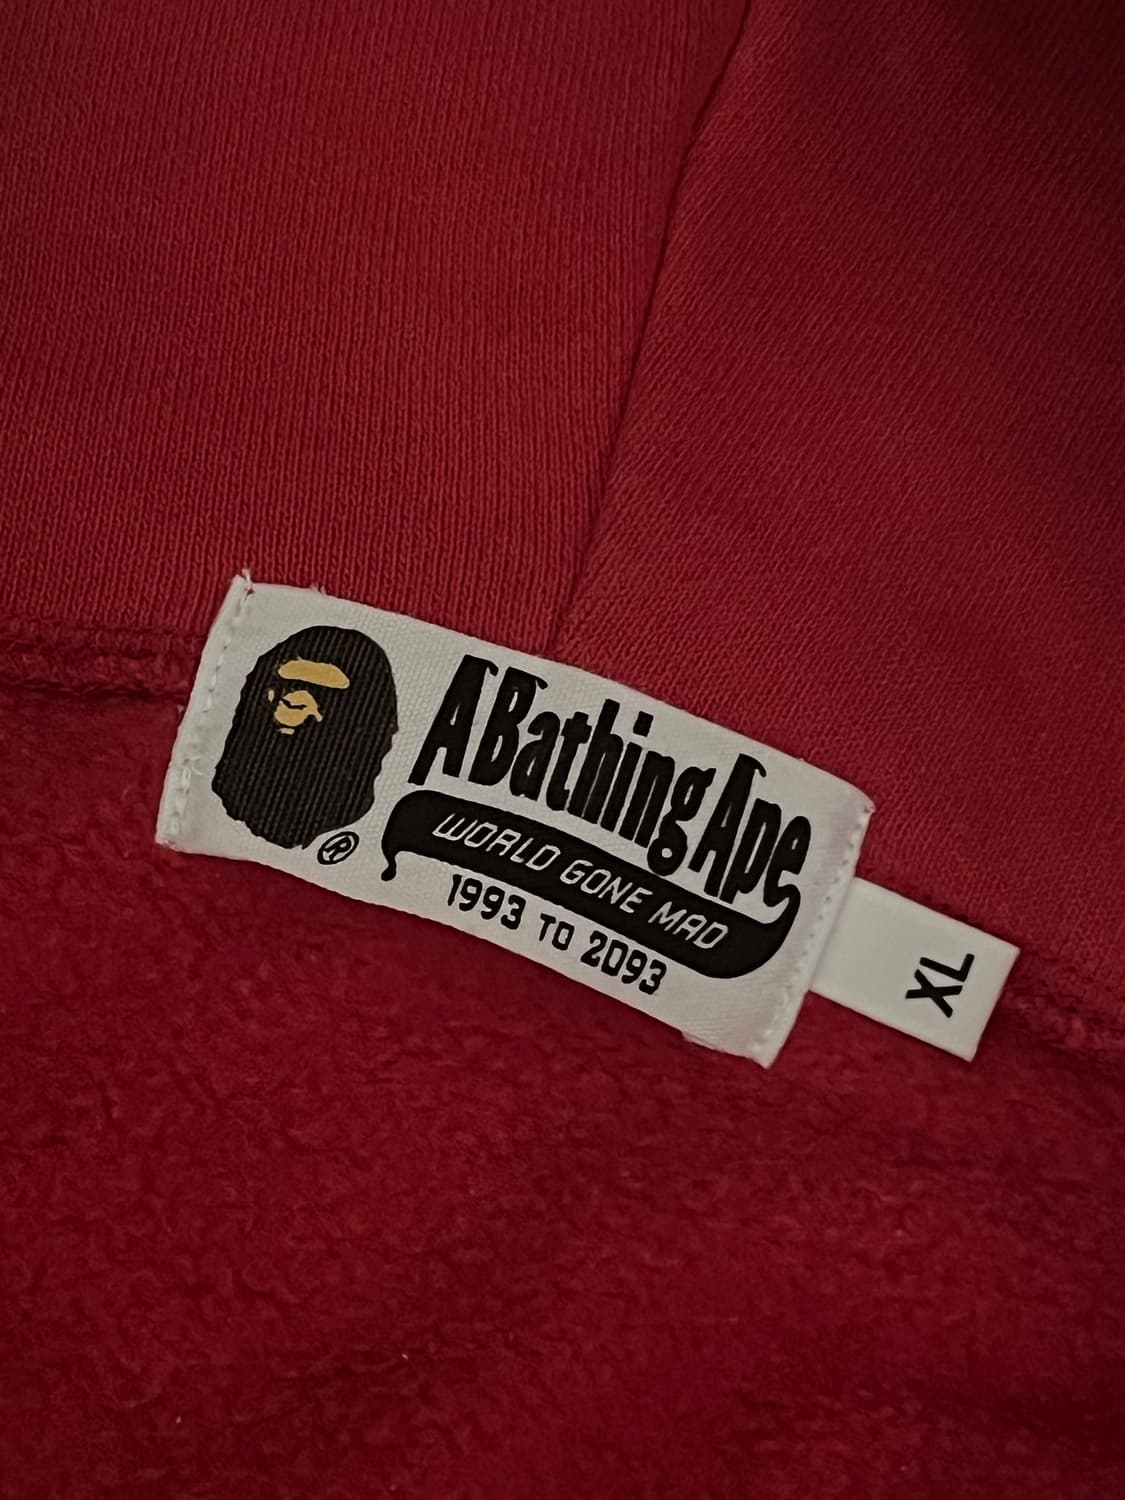 A Bathing Ape
WORLD GONE MAD
1993 TO 2093
®
XL